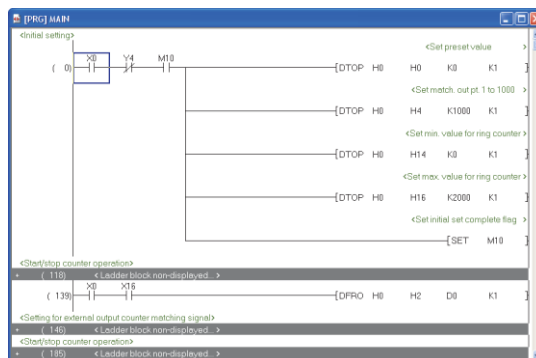 [PRG] MAIN
<Initial setting>
<Set preset value >
X0 Y4 M10
( 0) [DTOP H0 H0 K0 K1 ]
<Set match. out pt. 1 to 1000 >
[DTOP H0 H4 K1000 K1 ]
<Set min. value for ring counter >
[DTOP H0 H14 K0 K1 ]
<Set max. value for ring counter >
[DTOP H0 H16 K2000 K1 ]
<Set initial set complete flag >
[SET M10 ]
<Start/stop counter operation>
+ ( 118) <Ladder block non-displayed... >
X0 X16
( 139) [DFRO H0 H2 D0 K1 ]
<Setting for external output counter matching signal>
+ ( 146) <Ladder block non-displayed... >
<Start/stop counter operation>
+ ( 185) <Ladder block non-displayed... >